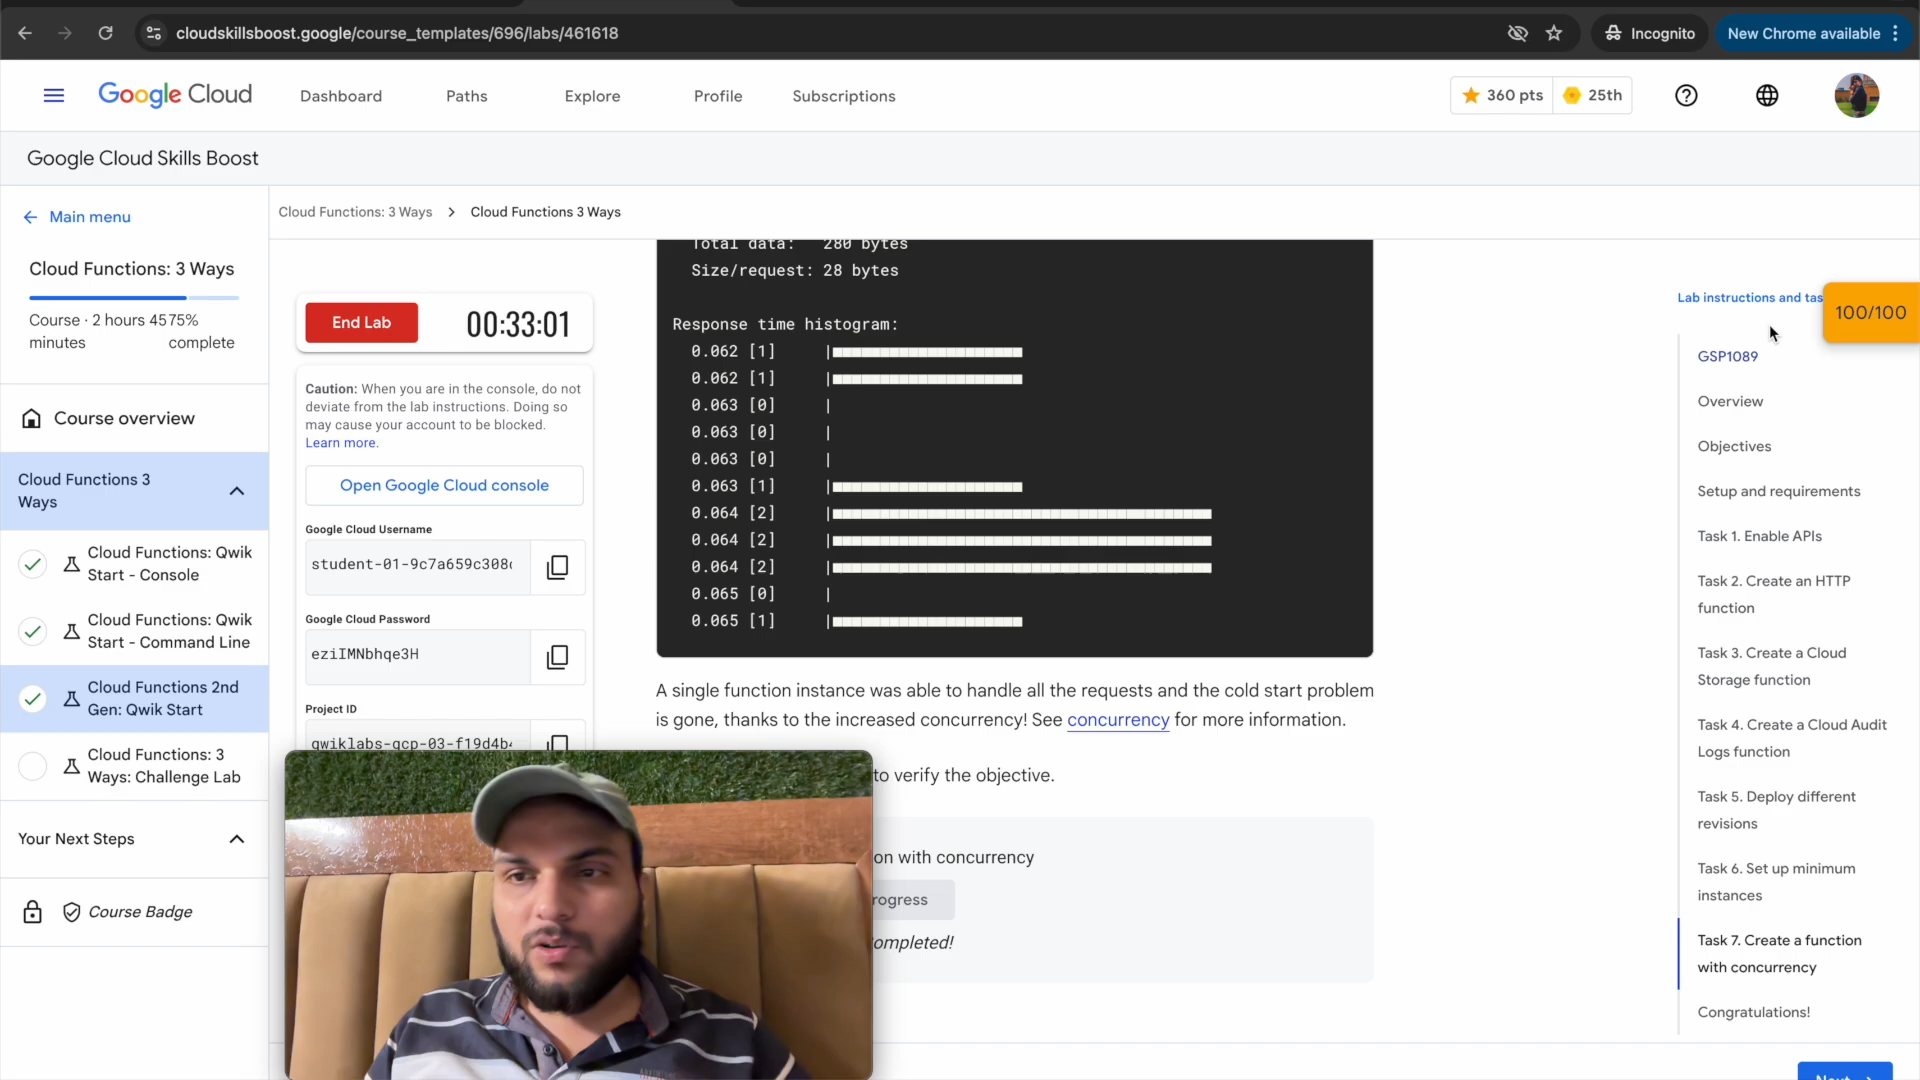 cloudskillsboost.google/course_templates/696/labs/461618
Incognito
New Chrome available
Google Cloud
Dashboard
Paths
Explore
Profile
Subscriptions
360 pts
25th
Google Cloud Skills Boost
Main menu
Cloud Functions: 3 Ways
Course · 2 hours 45 minutes
75% complete
Course overview
Cloud Functions 3 Ways
Cloud Functions: Qwik
Start - Console
Cloud Functions: Qwik
Start - Command Line
Cloud Functions 2nd
Gen: Qwik Start
Cloud Functions: 3
Ways: Challenge Lab
Your Next Steps
Course Badge
Cloud Functions: 3 Ways > Cloud Functions 3 Ways
End Lab
00:33:01
Caution: When you are in the console, do not
deviate from the lab instructions. Doing so
may cause your account to be blocked.
Learn more.
Open Google Cloud console
Google Cloud Username
student-01-9c7a659c308
Google Cloud Password
eziIMNbhqe3H
Project ID
qwiklabs-gcp-03-f19d4b
Total data: 280 bytes
Size/request: 28 bytes
Response time histogram:
0.062 [1] |
0.062 [1] |
0.063 [0] |
0.063 [0] |
0.063 [0] |
0.063 [1] |
0.064 [2] |
0.064 [2] |
0.064 [2] |
0.065 [0] |
0.065 [1] |
A single function instance was able to handle all the requests and the cold start problem
is gone, thanks to the increased concurrency! See concurrency for more information.
to verify the objective.
on with concurrency
rogress
ompleted!
Lab instructions and tas
100/100
GSP1089
Overview
Objectives
Setup and requirements
Task 1. Enable APIs
Task 2. Create an HTTP
function
Task 3. Create a Cloud
Storage function
Task 4. Create a Cloud Audit
Logs function
Task 5. Deploy different
revisions
Task 6. Set up minimum
instances
Task 7. Create a function
with concurrency
Congratulations!